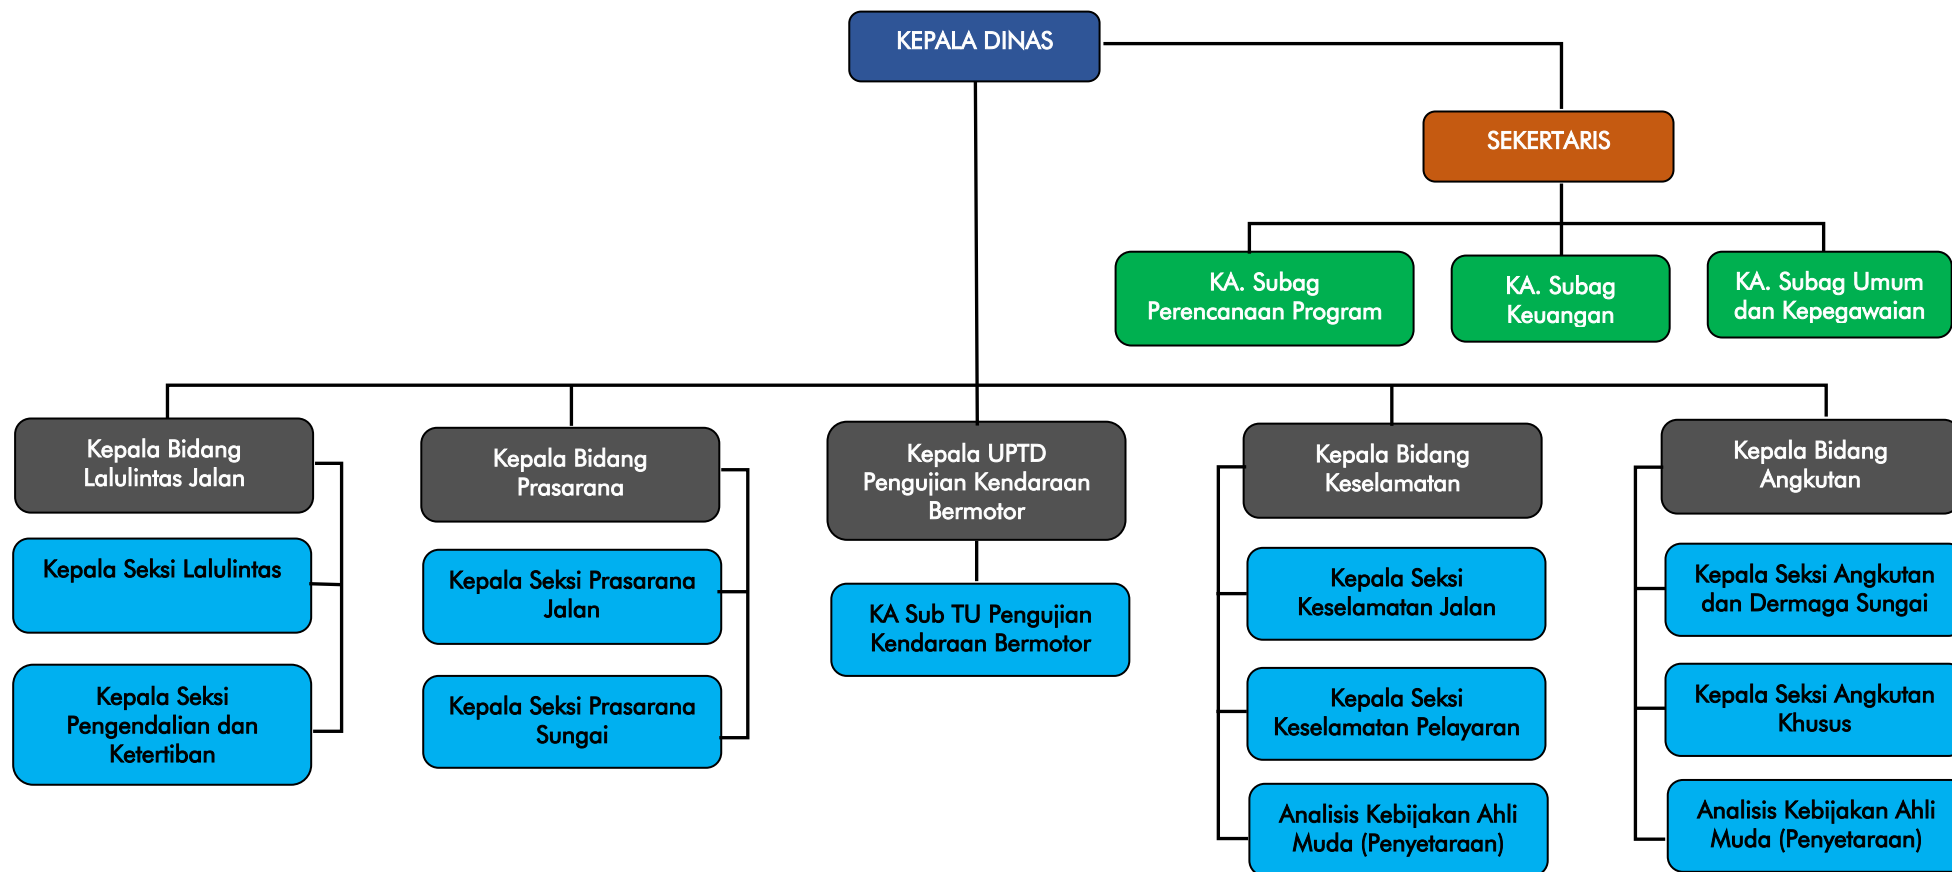 KEPALA DINAS
SEKERTARIS
KA. Subag
Perencanaan Program
KA. Subag
Keuangan
KA. Subag Umum
dan Kepegawaian
Kepala Bidang
Lalulintas Jalan
Kepala Seksi Lalulintas
Kepala Seksi
Pengendalian dan
Ketertiban
Kepala Bidang
Prasarana
Kepala Seksi Prasarana
Jalan
Kepala Seksi Prasarana
Sungai
Kepala UPTD
Pengujian Kendaraan
Bermotor
KA Sub TU Pengujian
Kendaraan Bermotor
Kepala Bidang
Keselamatan
Kepala Seksi
Keselamatan Jalan
Kepala Seksi
Keselamatan Pelayaran
Analisis Kebijakan Ahli
Muda (Penyetaraan)
Kepala Bidang
Angkutan
Kepala Seksi Angkutan
dan Dermaga Sungai
Kepala Seksi Angkutan
Khusus
Analisis Kebijakan Ahli
Muda (Penyetaraan)